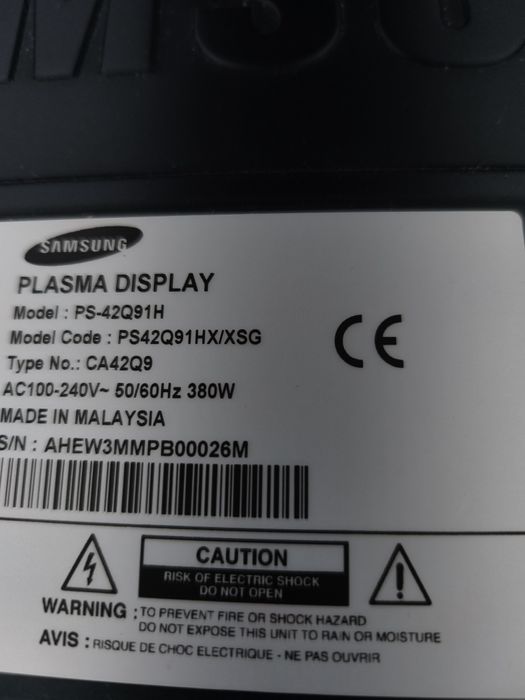 SAMSUNG
PLASMA DISPLAY
Model : PS-42Q91H
Model Code : PS42Q91HX/XSG
Type No.: CA42Q9
AC100-240V~ 50/60Hz 380W
MADE IN MALAYSIA
S/N : AHEW3MMPB00026M
CE
CAUTION
RISK OF ELECTRIC SHOCK
DO NOT OPEN
WARNING : TO PREVENT FIRE OR SHOCK HAZARD
DO NOT EXPOSE THIS UNIT TO RAIN OR MOISTURE
AVIS : RISQUE DE CHOC ELECTRIQUE - NE PAS OUVRIR